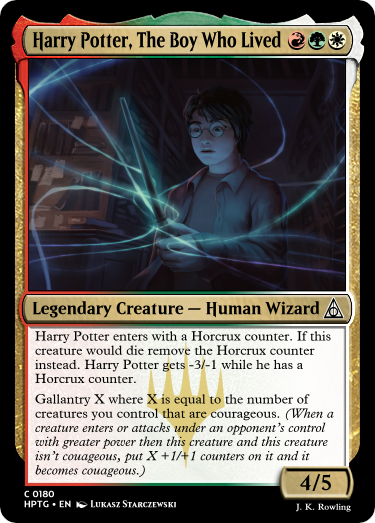 Harry Potter, The Boy Who Lived
Legendary Creature — Human Wizard
Harry Potter enters with a Horcrux counter. If this
creature would die remove the Horcrux counter
instead. Harry Potter gets -3/-1 while he has a
Horcrux counter.
Gallantry X where X is equal to the number of
creatures you control that are courageous. (When a
creature enters or attacks under an opponent's control
with greater power then this creature and this creature
isn't couageous, put X +1/+1 counters on it and it
becomes couageous.)
4/5
C 0180
HPTG • EN LUKASZ STARCZEWSKI
J. K. Rowling